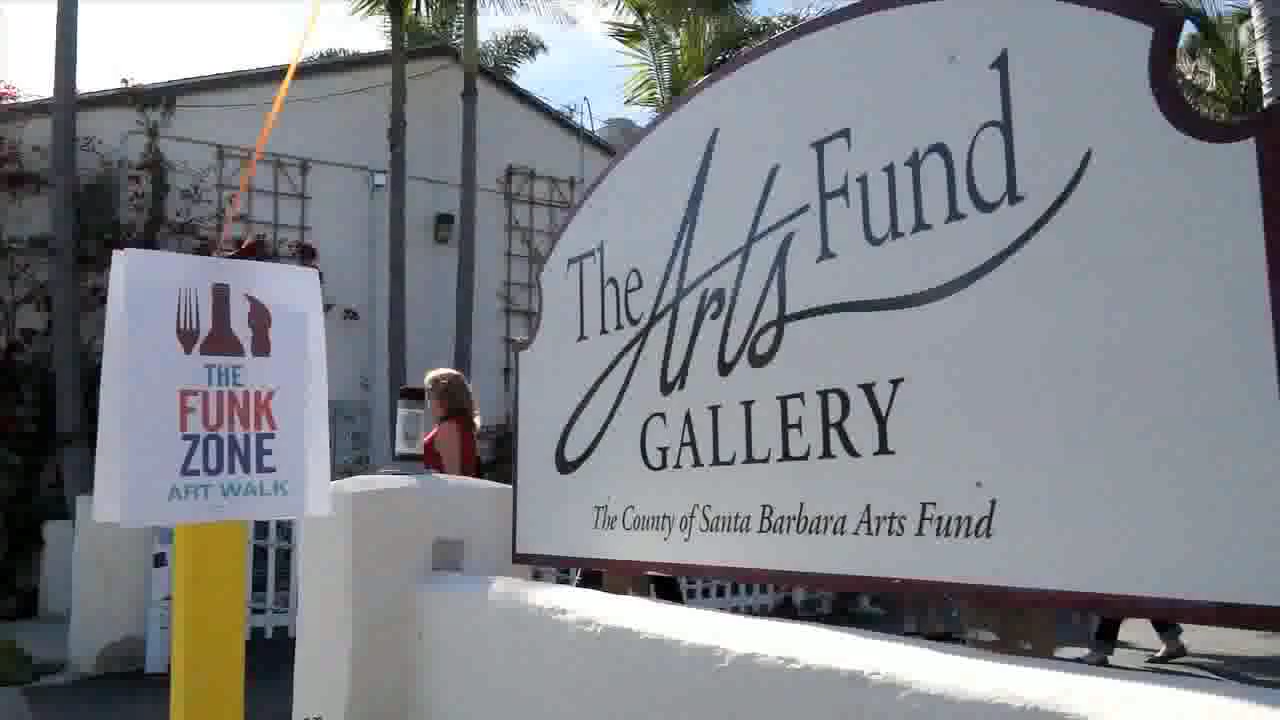 THE
FUNK
ZONE
ART WALK
The Arts Fund
GALLERY
The County of Santa Barbara Arts Fund